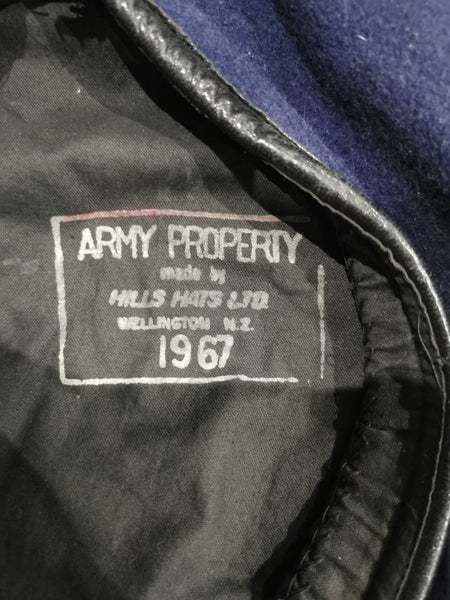 ARMY PROPERTY
made by
HILLS HATS LTD.
WELLINGTON N.Z.
1967